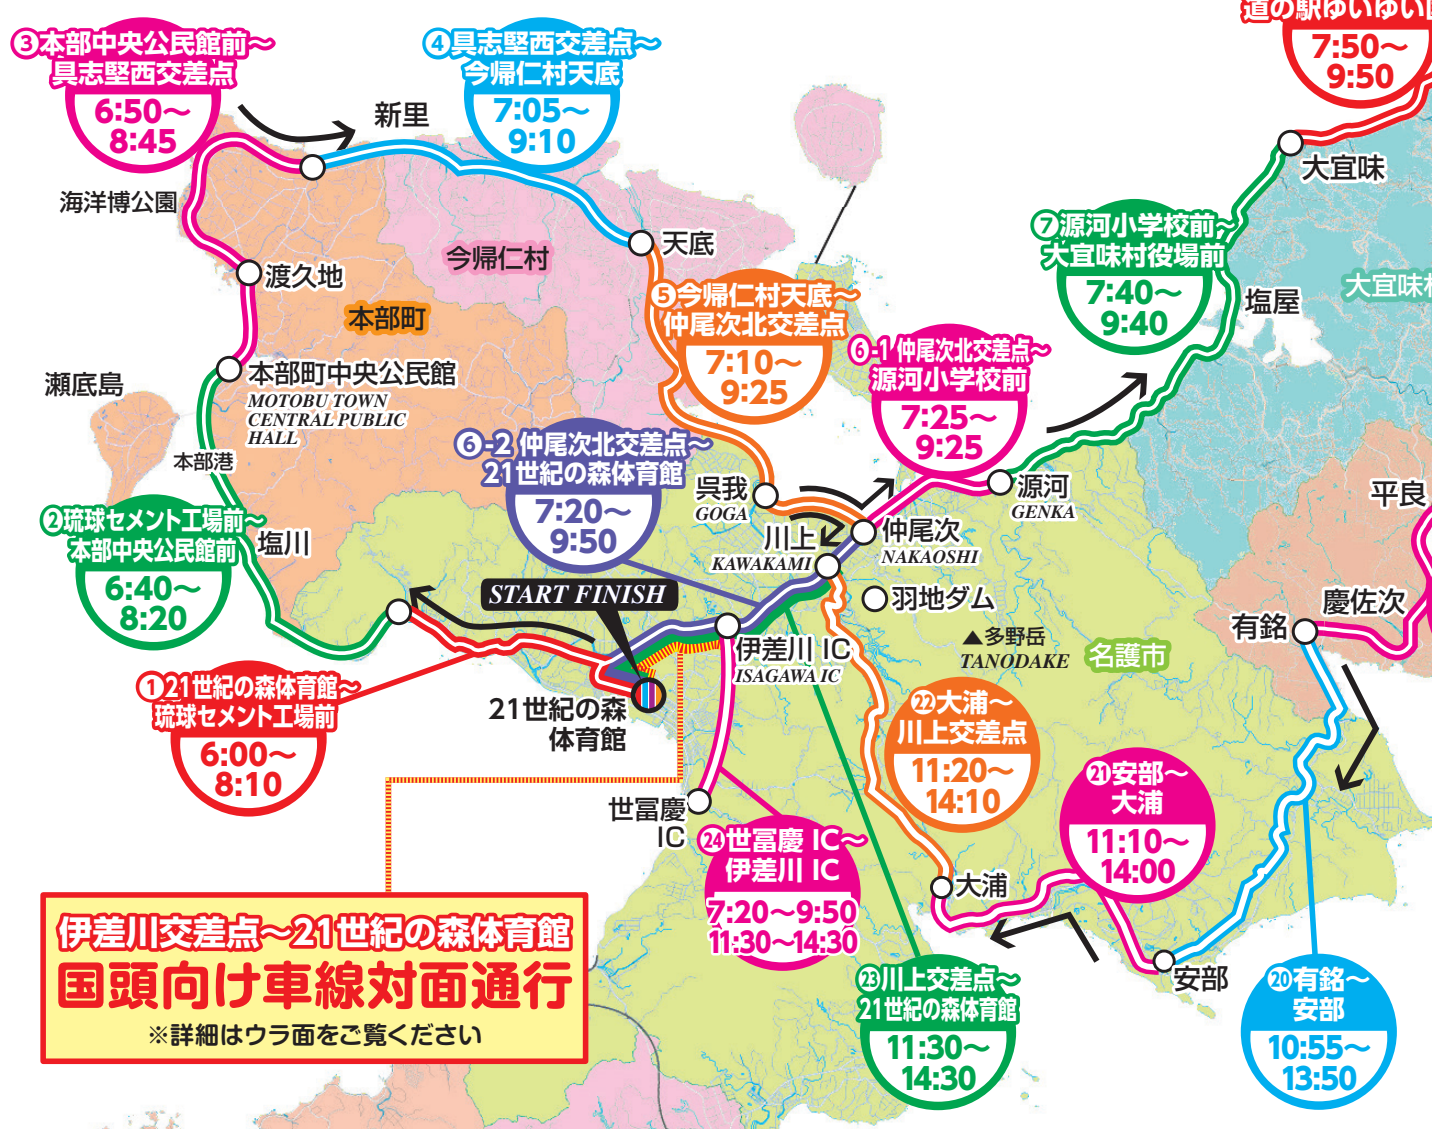 道の駅ゆいゆい
7:50〜
9:50
❸本部中央公民館前〜
具志堅西交差点
6:50〜
8:45
❹具志堅西交差点〜
今帰仁村天底
7:05〜
9:10
新里
海洋博公園
大宜味
❼源河小学校前〜
大宜味村役場前
7:40〜
9:40
天底
今帰仁村
渡久地
本部町
❺今帰仁村天底〜
仲尾次北交差点
7:10〜
9:25
大宜味
塩屋
❻-1 仲尾次北交差点〜
源河小学校前
7:25〜
9:25
瀬底島
本部町中央公民館
MOTOBU TOWN
CENTRAL PUBLIC
HALL
本部港
❻-2 仲尾次北交差点〜
21世紀の森体育館
7:20〜
9:50
呉我
GOGA
源河
GENKA
平良
❷琉球セメント工場前〜
本部中央公民館前
6:40〜
8:20
塩川
川上
KAWAKAMI
仲尾次
NAKAOSHI
START FINISH
羽地ダム
有銘
慶佐次
伊差川 IC
ISAGAWA IC
▲多野岳
TANODAKE
名護市
❶21世紀の森体育館〜
琉球セメント工場前
6:00〜
8:10
21世紀の森
体育館
㉒大浦〜
川上交差点
11:20〜
14:10
㉑安部〜
大浦
11:10〜
14:00
世冨慶
IC
㉔世冨慶 IC〜
伊差川 IC
7:20〜9:50
11:30〜14:30
大浦
伊差川交差点〜21世紀の森体育館
国頭向け車線対面通行
※詳細はウラ面をご覧ください
㉓川上交差点〜
21世紀の森体育館
11:30〜
14:30
安部
⓴有銘〜
安部
10:55〜
13:50